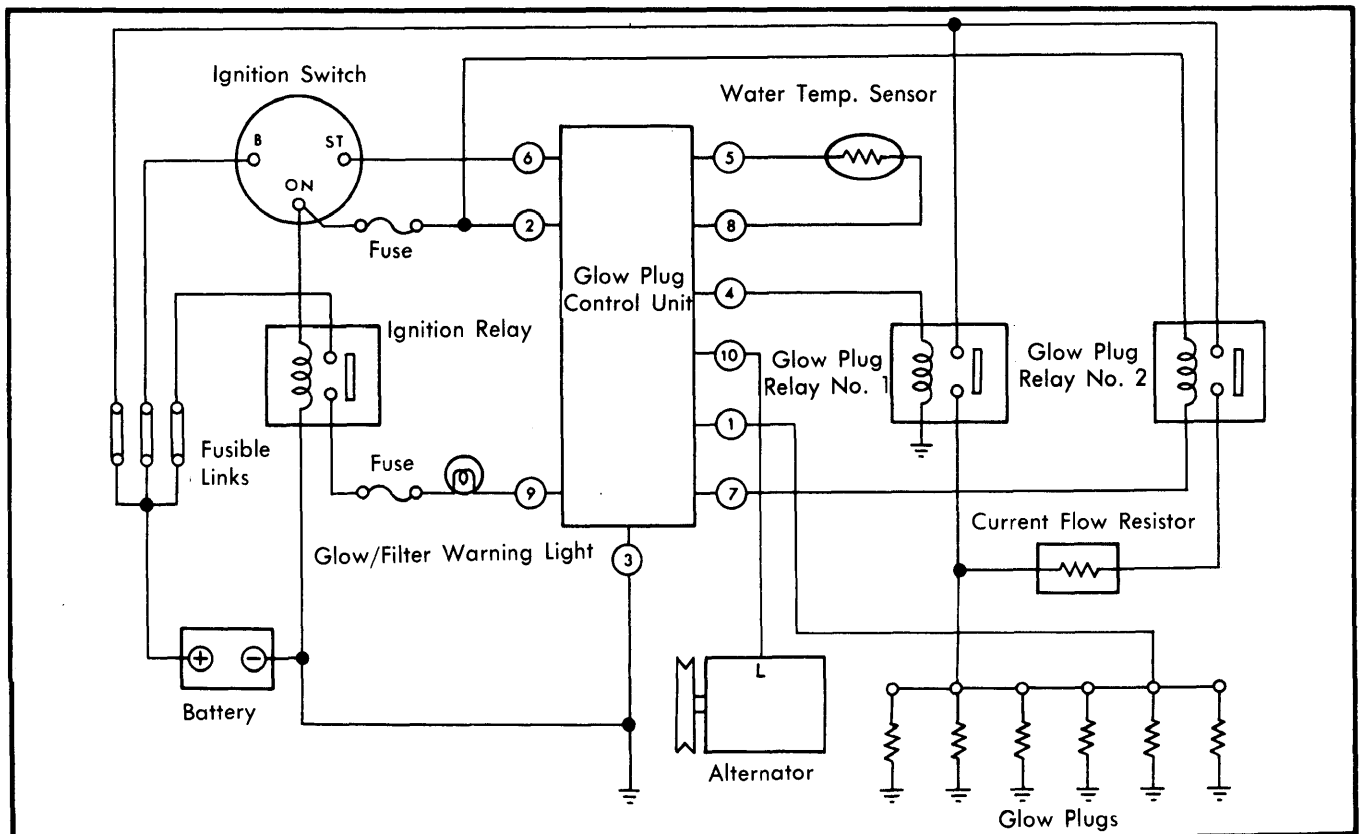 Ignition Switch
B
ST
ON
Fuse
6
2
Glow Plug
Control Unit
5
8
4
10
1
7
9
3
Water Temp. Sensor
Ignition Relay
Glow Plug
Relay No. 1
Glow Plug
Relay No. 2
Fusible
Links
Fuse
Glow/Filter Warning Light
Current Flow Resistor
+
−
Battery
L
Alternator
Glow Plugs